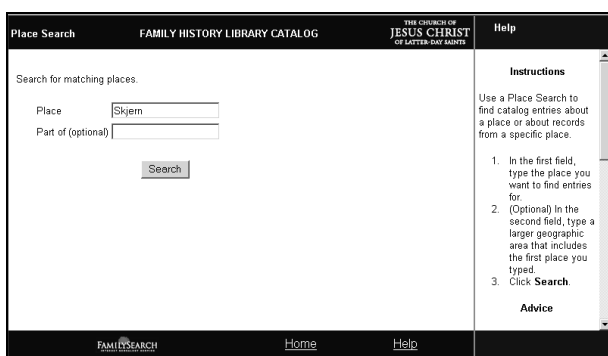 Place Search
FAMILY HISTORY LIBRARY CATALOG
THE CHURCH OF
JESUS CHRIST
OF LATTER-DAY SAINTS
Help
Search for matching places.
Place Skjern
Part of (optional)
Search
Instructions
Use a Place Search to
find catalog entries about
a place or about records
from a specific place.
1. In the first field,
type the place you
want to find entries
for.
2. (Optional) In the
second field, type a
larger geographic
area that includes
the first place you
typed.
3. Click Search.
Advice
FAMILYSEARCH
INTERNET GENEALOGY SERVICE
Home
Help